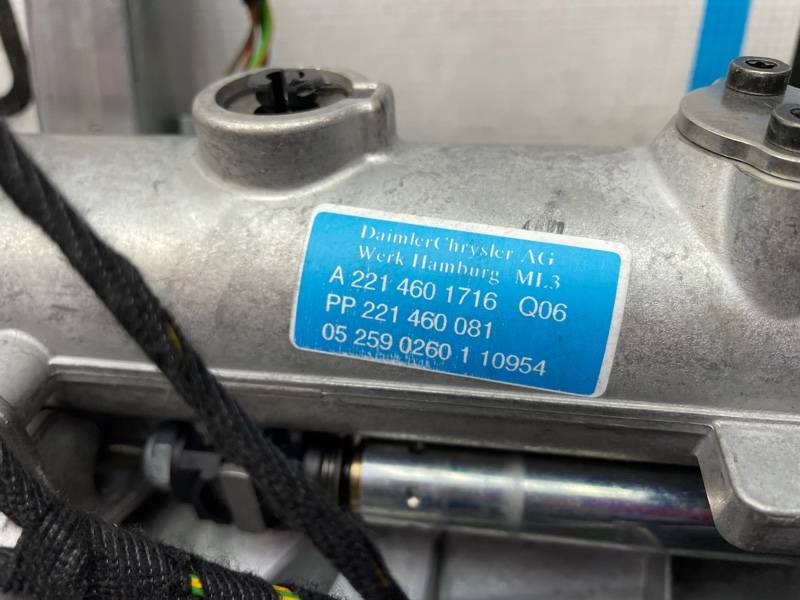 DaimlerChrysler AG
Werk Hamburg ML3
A 221 460 1716 Q06
PP 221 460 081
05 259 0260 1 10954